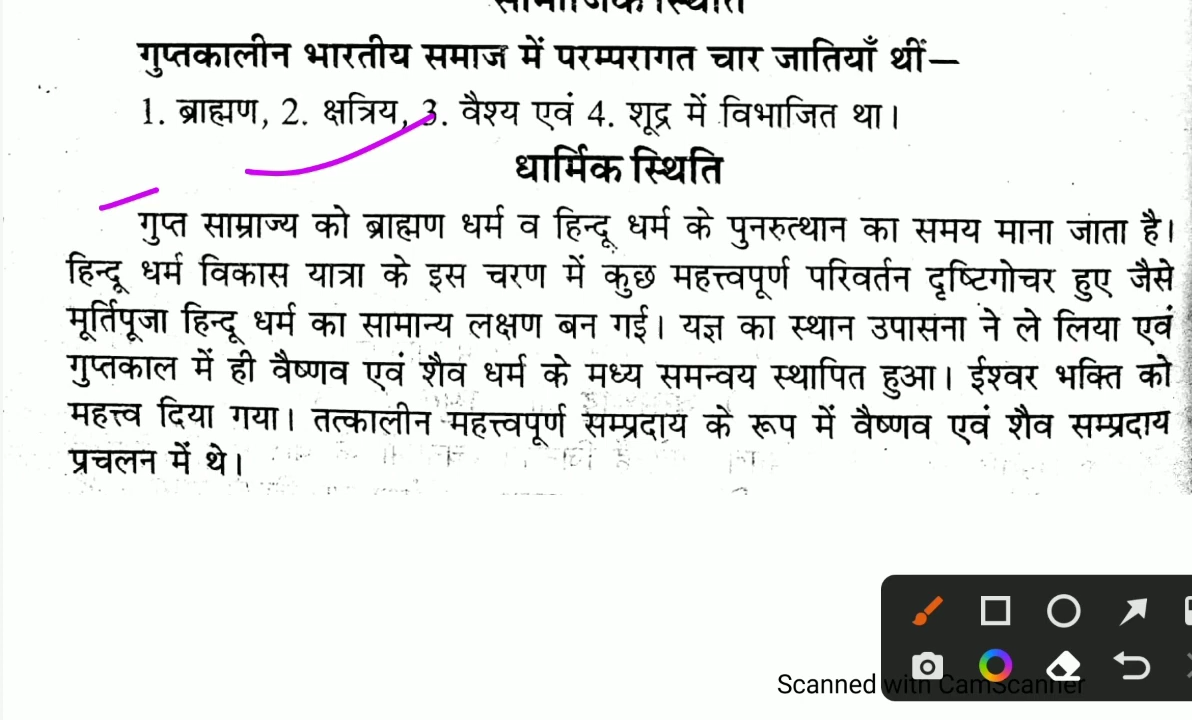 सामाजिक स्थिति
गुप्तकालीन भारतीय समाज में परम्परागत चार जातियाँ थीं—
1. ब्राह्मण, 2. क्षत्रिय, 3. वैश्य एवं 4. शूद्र में विभाजित था।
धार्मिक स्थिति
गुप्त साम्राज्य को ब्राह्मण धर्म व हिन्दू धर्म के पुनरुत्थान का समय माना जाता है।
हिन्दू धर्म विकास यात्रा के इस चरण में कुछ महत्त्वपूर्ण परिवर्तन दृष्टिगोचर हुए जैसे
मूर्तिपूजा हिन्दू धर्म का सामान्य लक्षण बन गई। यज्ञ का स्थान उपासना ने ले लिया एवं
गुप्तकाल में ही वैष्णव एवं शैव धर्म के मध्य समन्वय स्थापित हुआ। ईश्वर भक्ति को
महत्त्व दिया गया। तत्कालीन महत्त्वपूर्ण सम्प्रदाय के रूप में वैष्णव एवं शैव सम्प्रदाय
प्रचलन में थे।
Scanned with CamScanner